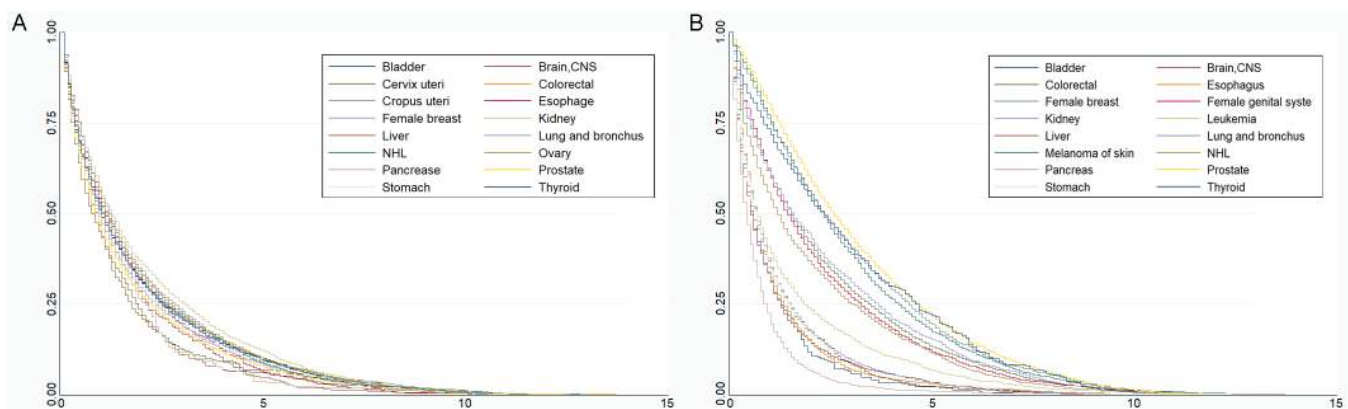 A
1.00
0.75
0.50
0.25
0.00
0
0
5
10
15
Bladder
Brain,CNS
Cervix uteri
Colorectal
Cropus uteri
Esophage
Female breast
Kidney
Liver
Lung and bronchus
NHL
Ovary
Pancrease
Prostate
Stomach
Thyroid
B
1.00
0.75
0.50
0.25
0.00
0
0
5
10
15
Bladder
Brain,CNS
Colorectal
Esophagus
Female breast
Female genital syste
Kidney
Leukemia
Liver
Lung and bronchus
Melanoma of skin
NHL
Pancreas
Prostate
Stomach
Thyroid